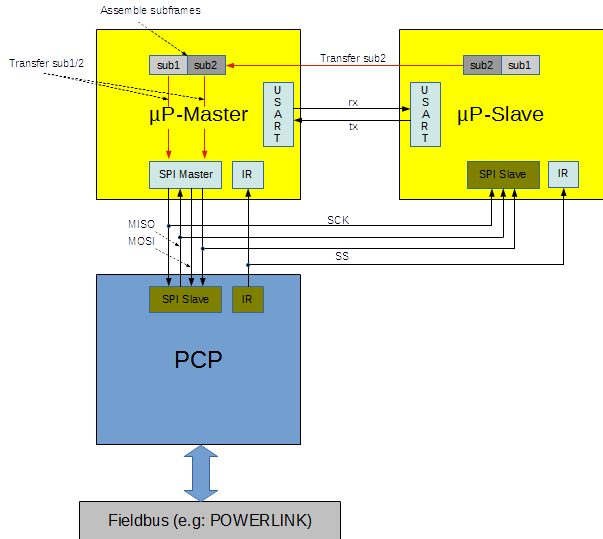 Assemble subframes
Transfer sub1/2
sub1 sub2
Transfer sub2
sub2 sub1
µP-Master
USART
rx
tx
USART
µP-Slave
SPI Master
IR
SPI Slave
IR
MISO
MOSI
SCK
SS
SPI Slave
IR
PCP
Fieldbus (e.g: POWERLINK)